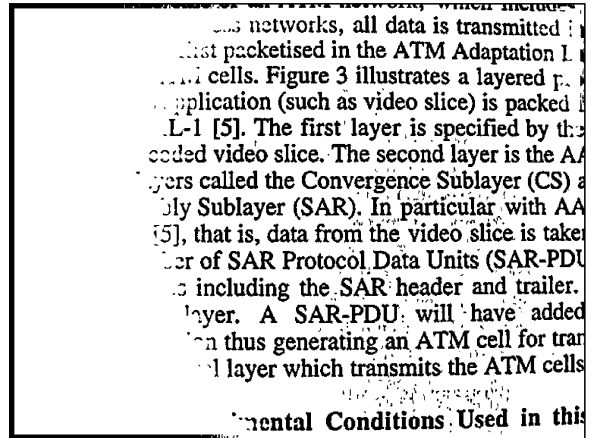 an ATM network, which includes
networks, all data is transmitted
packetised in the ATM Adaptation
cells. Figure 3 illustrates a layered
(such as video slice) is packed
L-1 [5]. The first layer is specified by the
coded video slice. The second layer is the AA
called the Convergence Sublayer (CS)
Sublayer (SAR). In particular with AA
[5], that is, data from the video slice is taken
of SAR Protocol Data Units (SAR-PDU
including the SAR header and trailer.
layer. A SAR-PDU will have added
thus generating an ATM cell for tran
layer which transmits the ATM cells
mental Conditions Used in this